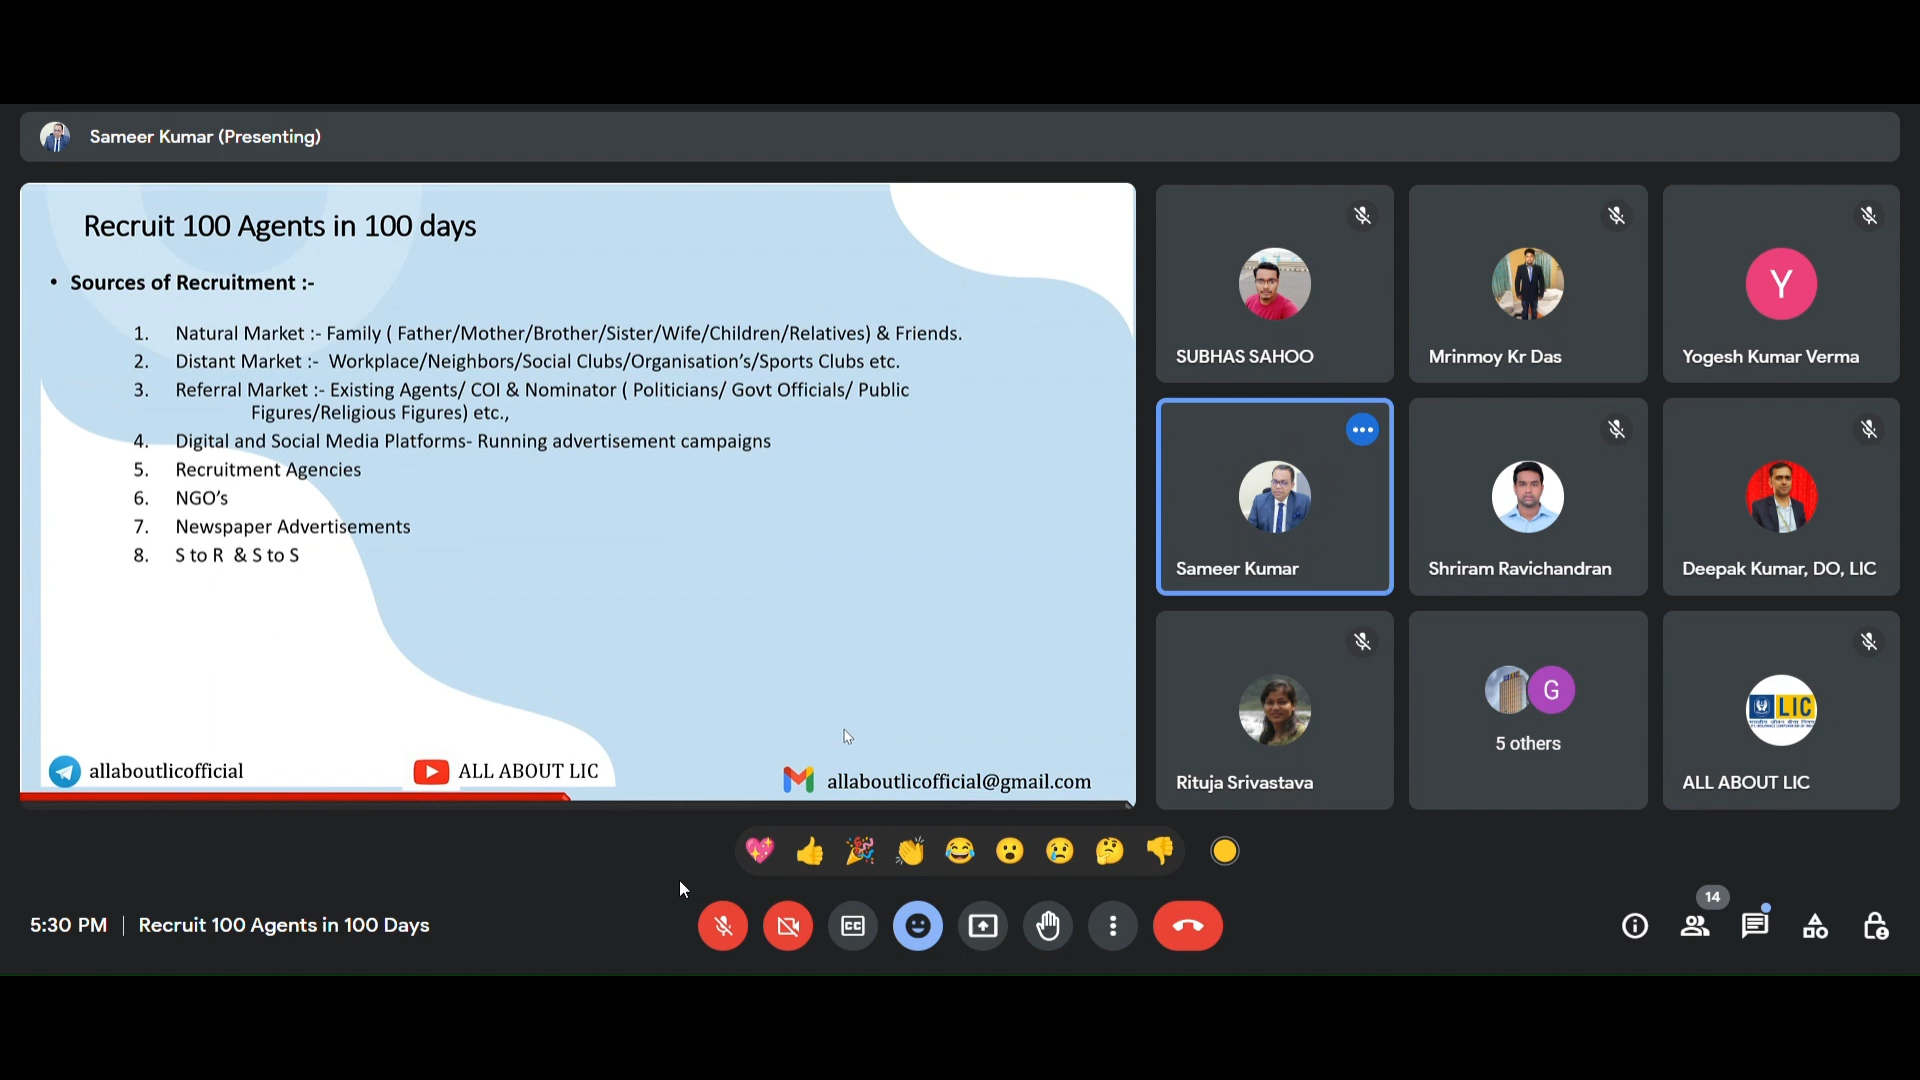 Sameer Kumar (Presenting)
Recruit 100 Agents in 100 days
• Sources of Recruitment :-
1. Natural Market :- Family ( Father/Mother/Brother/Sister/Wife/Children/Relatives) & Friends.
2. Distant Market :- Workplace/Neighbors/Social Clubs/Organisation's/Sports Clubs etc.
3. Referral Market :- Existing Agents/ COI & Nominator ( Politicians/ Govt Officials/ Public
Figures/Religious Figures) etc.,
4. Digital and Social Media Platforms- Running advertisement campaigns
5. Recruitment Agencies
6. NGO's
7. Newspaper Advertisements
8. S to R & S to S
allaboutlicofficial
ALL ABOUT LIC
allaboutlicofficial@gmail.com
SUBHAS SAHOO
Mrinmoy Kr Das
Y
Yogesh Kumar Verma
Sameer Kumar
Shriram Ravichandran
Deepak Kumar, DO, LIC
Rituja Srivastava
G
5 others
LIC
ALL ABOUT LIC
5:30 PM | Recruit 100 Agents in 100 Days
CC
14